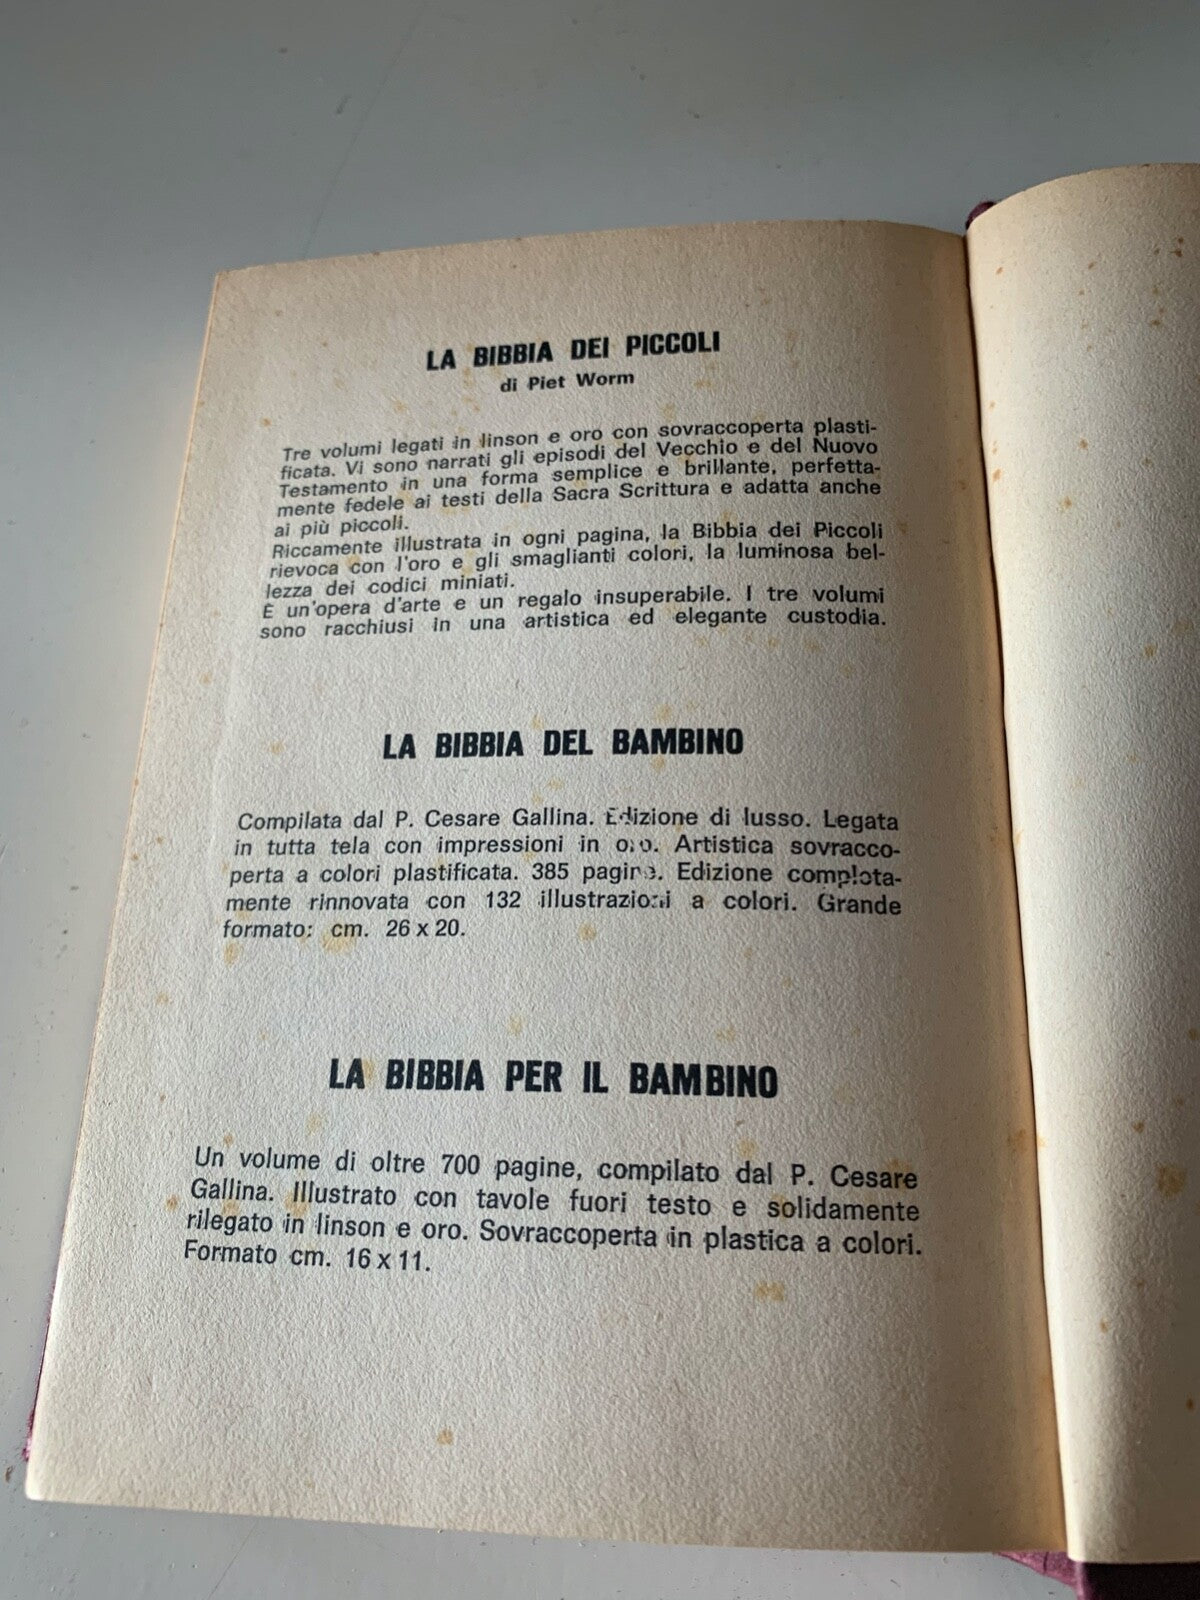 LA BIBBIA DEI PICCOLI
di Piet Worm
Tre volumi legati in linson e oro con sovraccoperta plasti-
ficata. Vi sono narrati gli episodi del Vecchio e del Nuovo
Testamento in una forma semplice e brillante, perfetta-
mente fedele ai testi della Sacra Scrittura e adatta anche
ai più piccoli.
Riccamente illustrata in ogni pagina, la Bibbia dei Piccoli
rievoca con l'oro e gli smaglianti colori, la luminosa bel-
lezza dei codici miniati.
È un'opera d'arte e un regalo insuperabile. I tre volumi
sono racchiusi in una artistica ed elegante custodia.
LA BIBBIA DEL BAMBINO
Compilata dal P. Cesare Gallina. Edizione di lusso. Legata
in tutta tela con impressioni in oro. Artistica sovracco-
perta a colori plastificata. 385 pagine. Edizione completa-
mente rinnovata con 132 illustrazioni a colori. Grande
formato: cm. 26 x 20.
LA BIBBIA PER IL BAMBINO
Un volume di oltre 700 pagine, compilato dal P. Cesare
Gallina. Illustrato con tavole fuori testo e solidamente
rilegato in linson e oro. Sovraccoperta in plastica a colori.
Formato cm. 16 x 11.